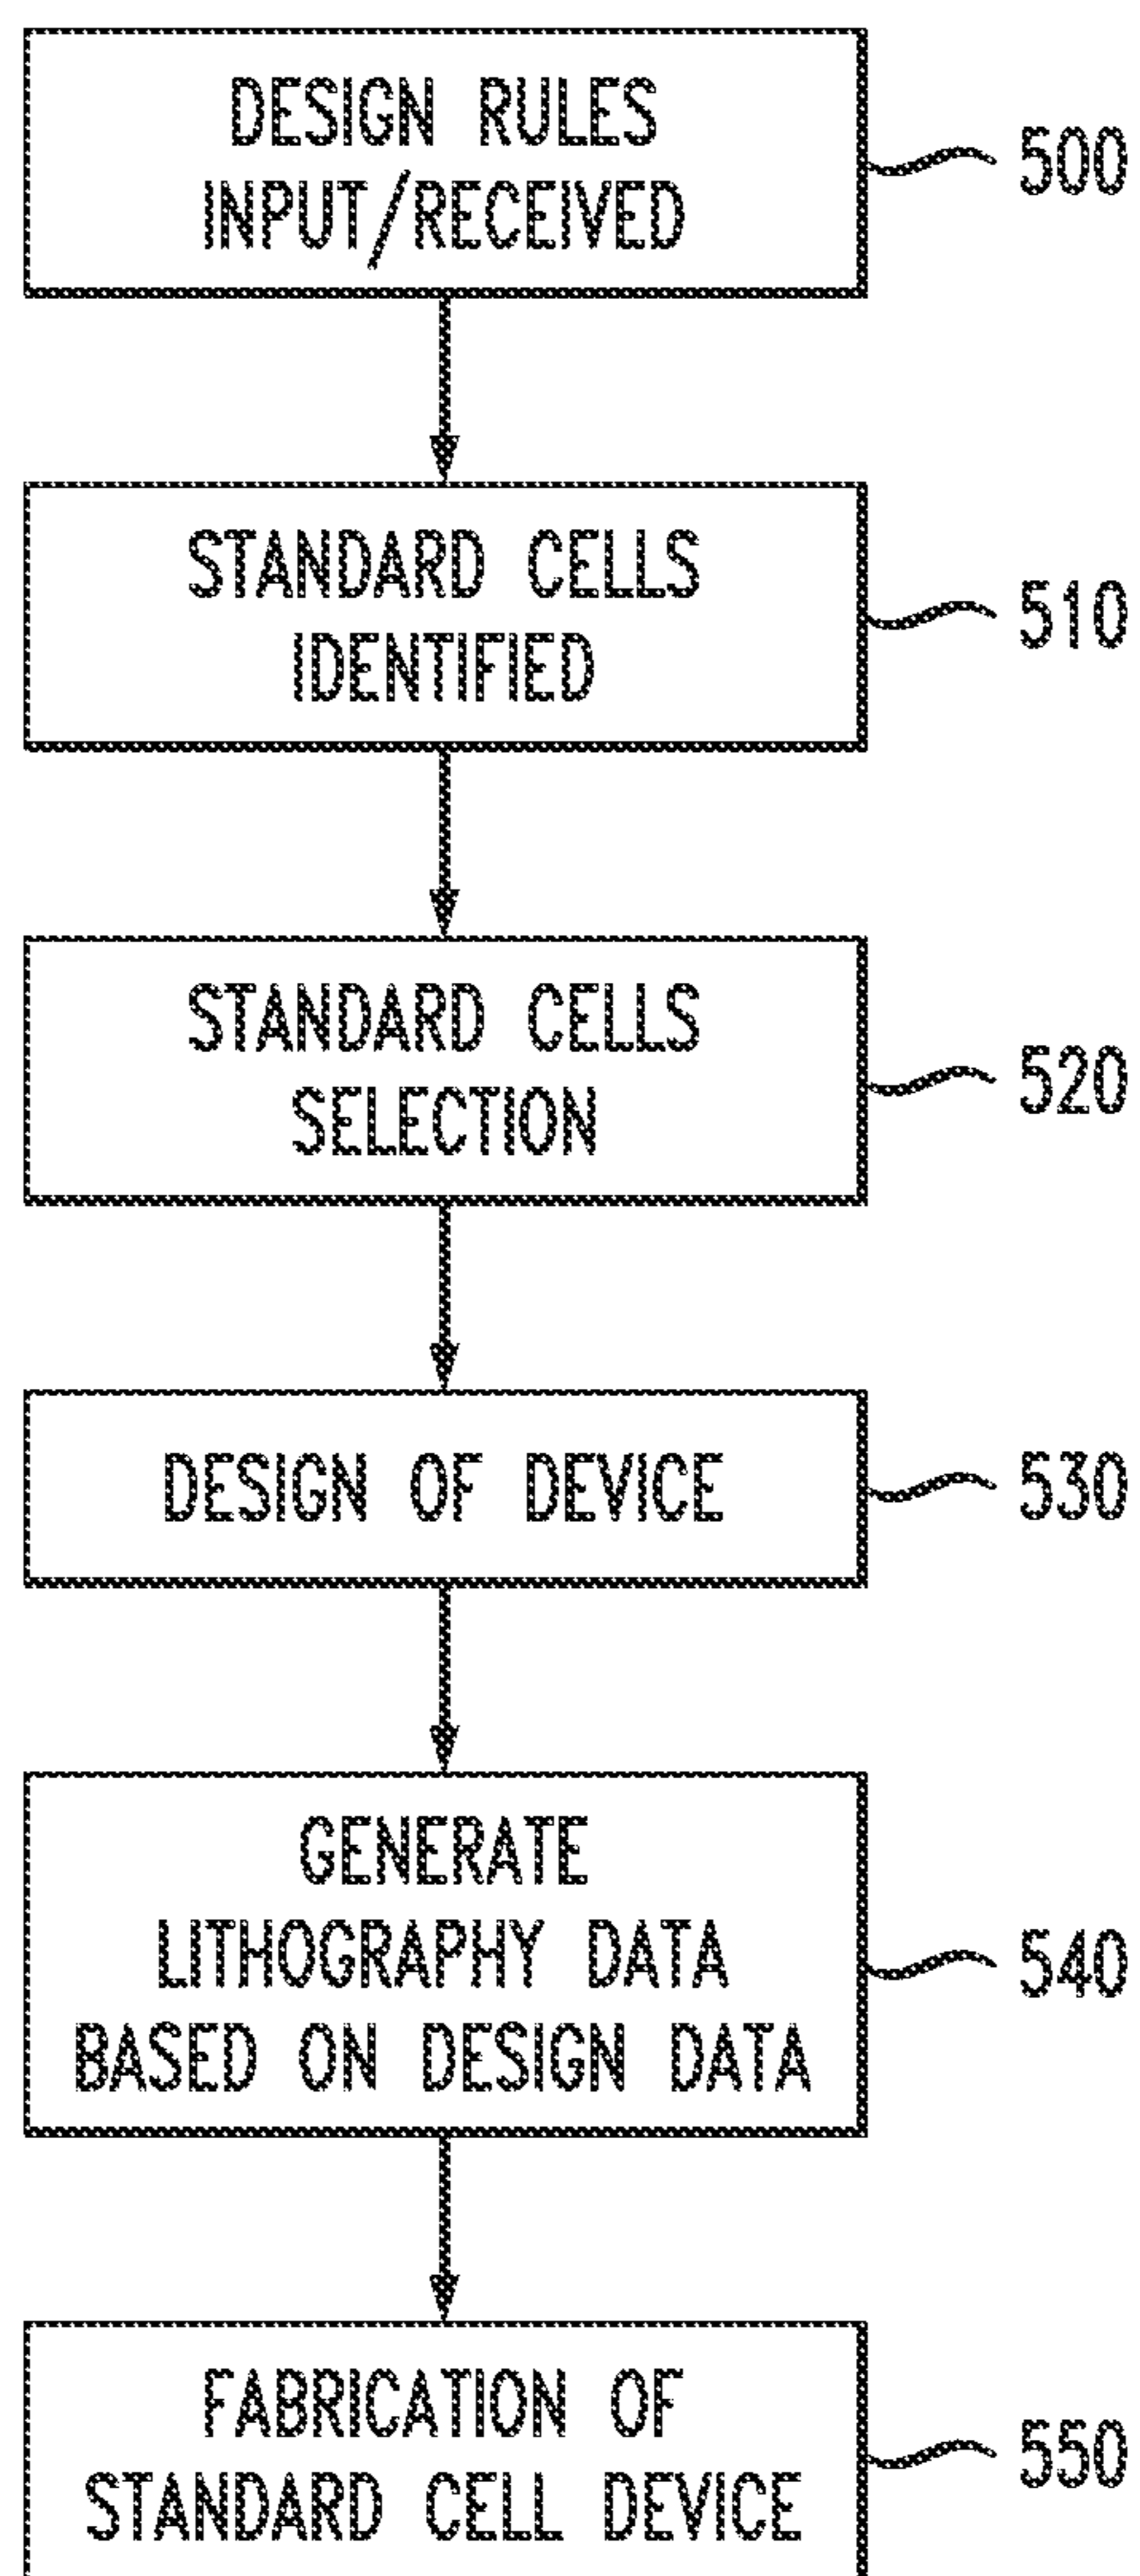 DESIGN RULES
INPUT/RECEIVED
500
STANDARD CELLS
IDENTIFIED
510
STANDARD CELLS
SELECTION
520
DESIGN OF DEVICE
530
GENERATE
LITHOGRAPHY DATA
BASED ON DESIGN DATA
540
FABRICATION OF
STANDARD CELL DEVICE
550